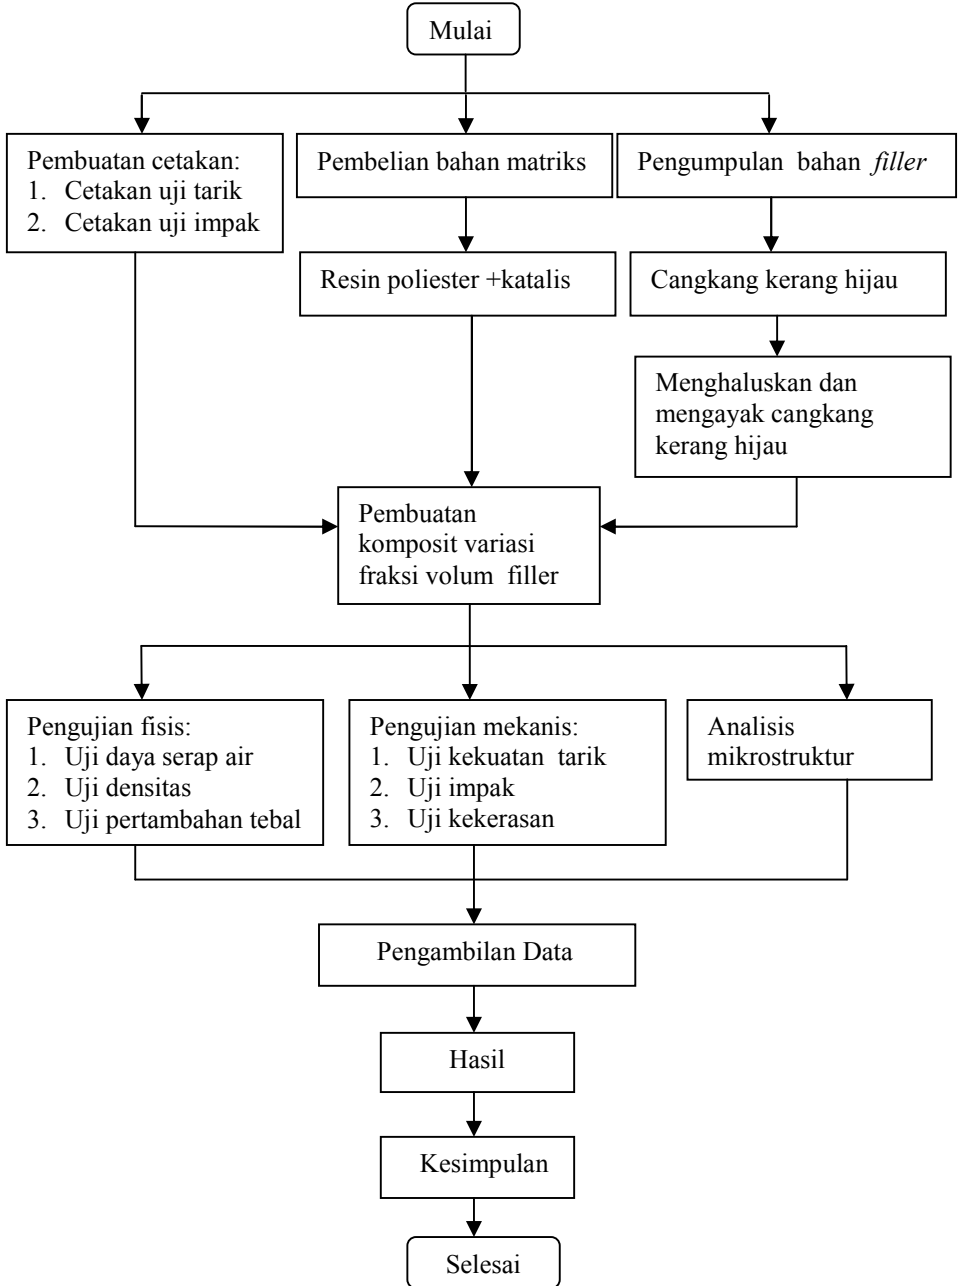 Mulai
Pembuatan cetakan:
1. Cetakan uji tarik
2. Cetakan uji impak
Pembelian bahan matriks
Pengumpulan bahan filler
Resin poliester +katalis
Cangkang kerang hijau
Menghaluskan dan
mengayak cangkang
kerang hijau
Pembuatan
komposit variasi
fraksi volum filler
Pengujian fisis:
1. Uji daya serap air
2. Uji densitas
3. Uji pertambahan tebal
Pengujian mekanis:
1. Uji kekuatan tarik
2. Uji impak
3. Uji kekerasan
Analisis
mikrostruktur
Pengambilan Data
Hasil
Kesimpulan
Selesai